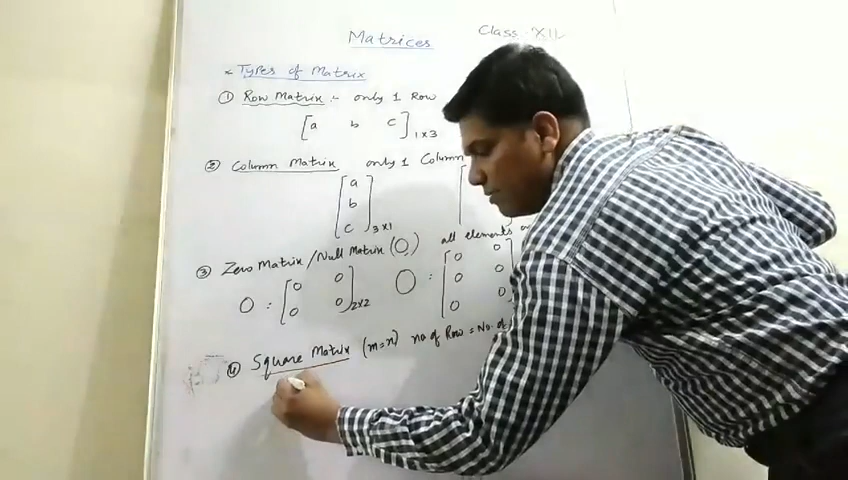 Matrices
Class - XII
Types of Matrix
① Row Matrix :- only 1 Row
[a b c] 1x3
② Column Matrix only 1 Column
[a
b
c] 3x1
③ Zero Matrix / Null Matrix (O) all elements
O : [0 0
0 0] 2x2
O : [0 0
0 0
0 0]
④ Square Matrix (m=n) no. of Row = No. of